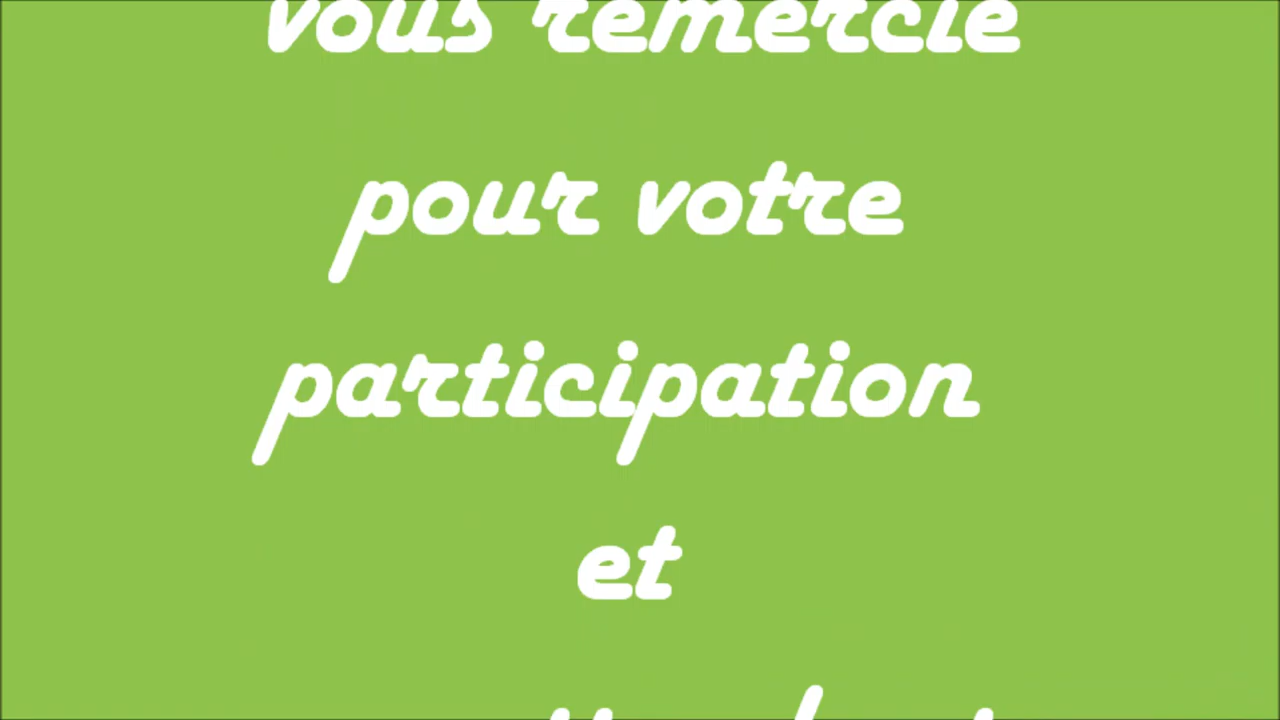 vous remercie
pour votre
participation
et